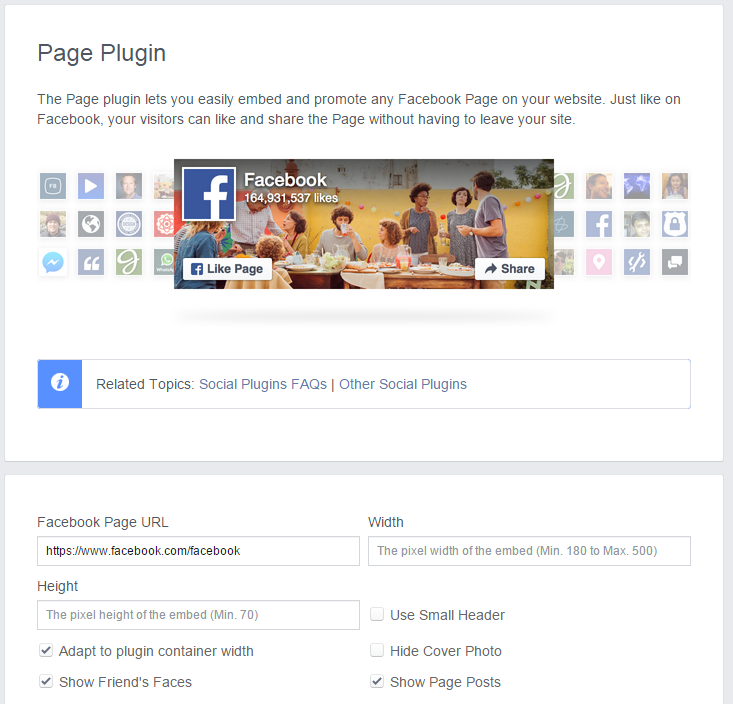 Page Plugin
The Page plugin lets you easily embed and promote any Facebook Page on your website. Just like on
Facebook, your visitors can like and share the Page without having to leave your site.
Facebook
164,931,537 likes
Like Page
Share
Related Topics: Social Plugins FAQs | Other Social Plugins
Facebook Page URL
Width
https://www.facebook.com/facebook
The pixel width of the embed (Min. 180 to Max. 500)
Height
The pixel height of the embed (Min. 70)
Use Small Header
Adapt to plugin container width
Hide Cover Photo
Show Friend's Faces
Show Page Posts